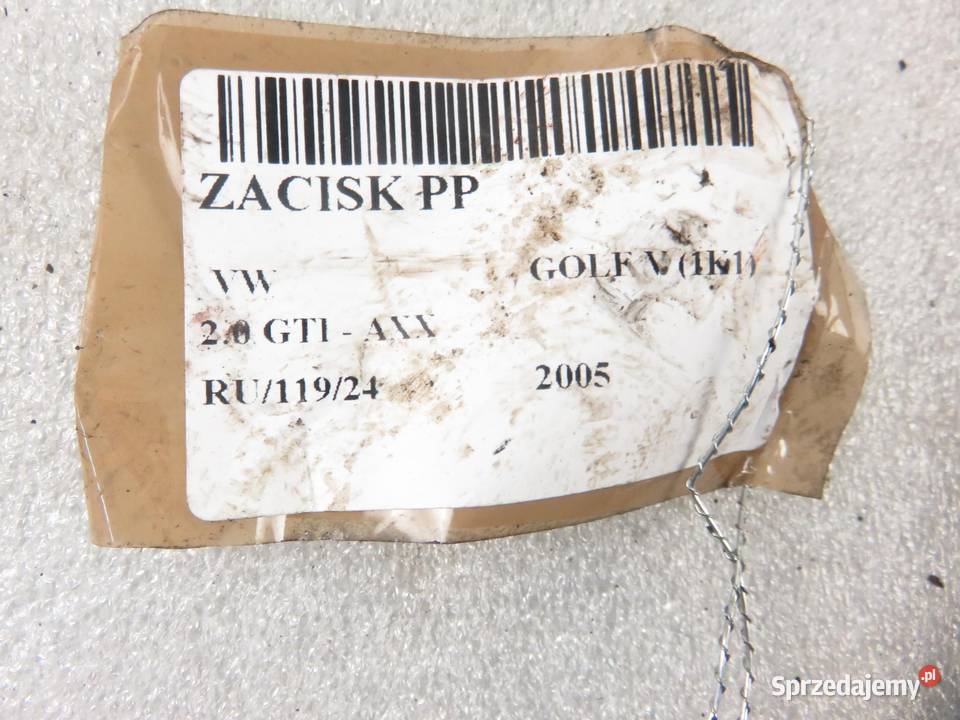 ZACISK PP
VW GOLF V (1K1)
2.0 GTI - AXX
RU/119/24 2005
Sprzedajemy.pl